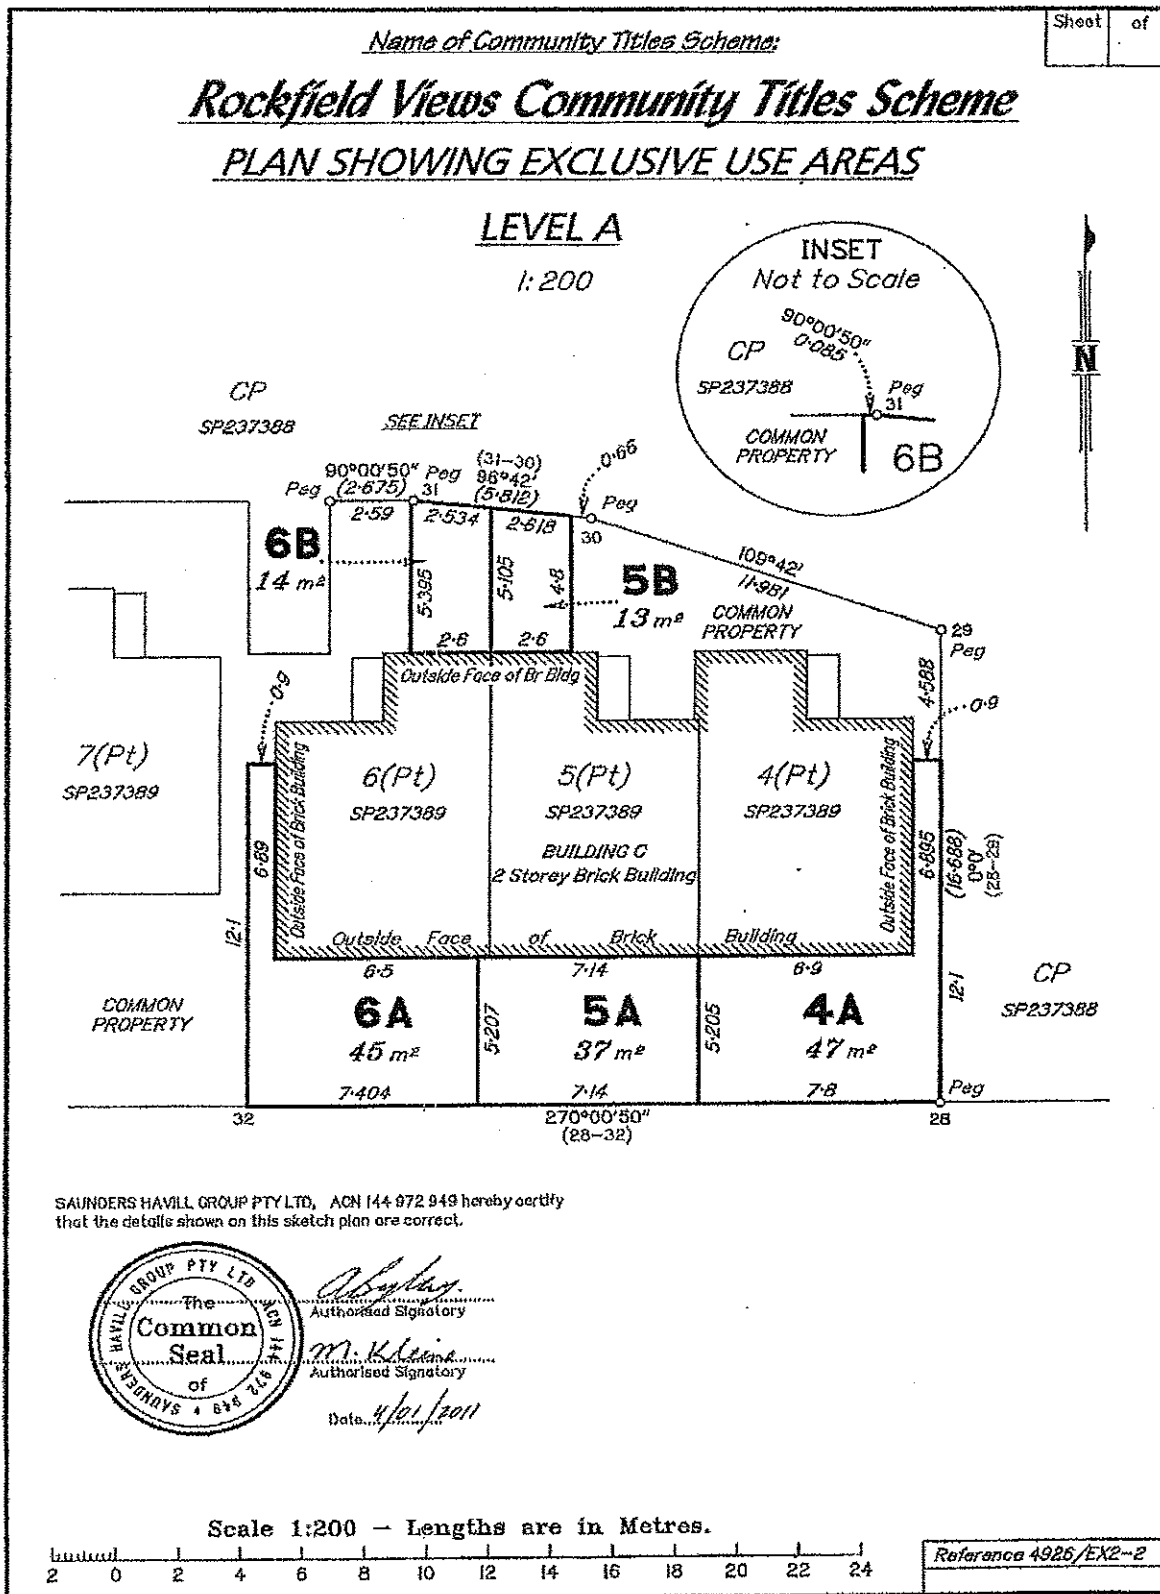 Sheet of
Name of Community Titles Scheme:
Rockfield Views Community Titles Scheme
PLAN SHOWING EXCLUSIVE USE AREAS
LEVEL A
1:200
INSET
Not to Scale
90°00'50"
0·085
CP
SP237388
Peg
31
COMMON
PROPERTY
6B
N
CP
SP237388
SEE INSET
(31-30)
96°42'
(5·812)
0·66
90°00'50"
(2·675)
Peg
Peg
31
Peg
30
2·59
2·534
2·618
6B
14 m²
5·395
5·105
4·8
5B
13 m²
109°42'
11·981
COMMON
PROPERTY
29
Peg
2·6
2·6
Outside Face of Br Bldg
4·588
0·9
0·9
7(Pt)
SP237389
6(Pt)
SP237389
5(Pt)
SP237389
4(Pt)
SP237389
BUILDING C
2 Storey Brick Building
Outside Face of Brick Building
Outside Face of Brick Building
6·89
6·895
(16·688)
0°0'
(28-29)
12·1
Outside Face of Brick Building
6·5
7·14
6·9
COMMON
PROPERTY
6A
45 m²
5·207
5A
37 m²
5·205
4A
47 m²
12·1
CP
SP237388
7·404
7·14
7·8
Peg
32
270°00'50"
(28-32)
28
SAUNDERS HAVILL GROUP PTY LTD, ACN 144 972 949 hereby certify
that the details shown on this sketch plan are correct.
SAUNDERS HAVILL GROUP PTY LTD ACN 144 972 949
The
Common
Seal
of
Authorised Signatory
M. Kleine
Authorised Signatory
Date 4/01/2011
Scale 1:200 – Lengths are in Metres.
2 0 2 4 6 8 10 12 14 16 18 20 22 24
Reference 4926/EX2-2